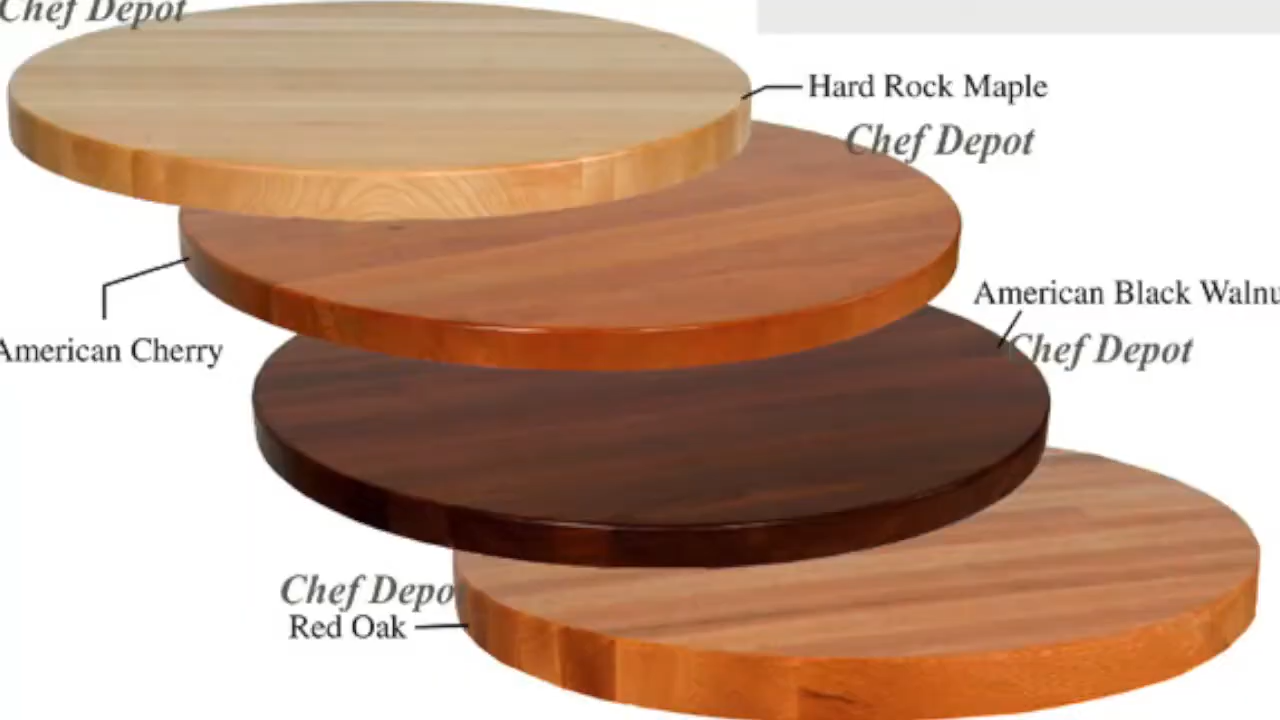 Chef Depot
Hard Rock Maple
Chef Depot
American Black Walnu
Chef Depot
American Cherry
Chef Depo
Red Oak